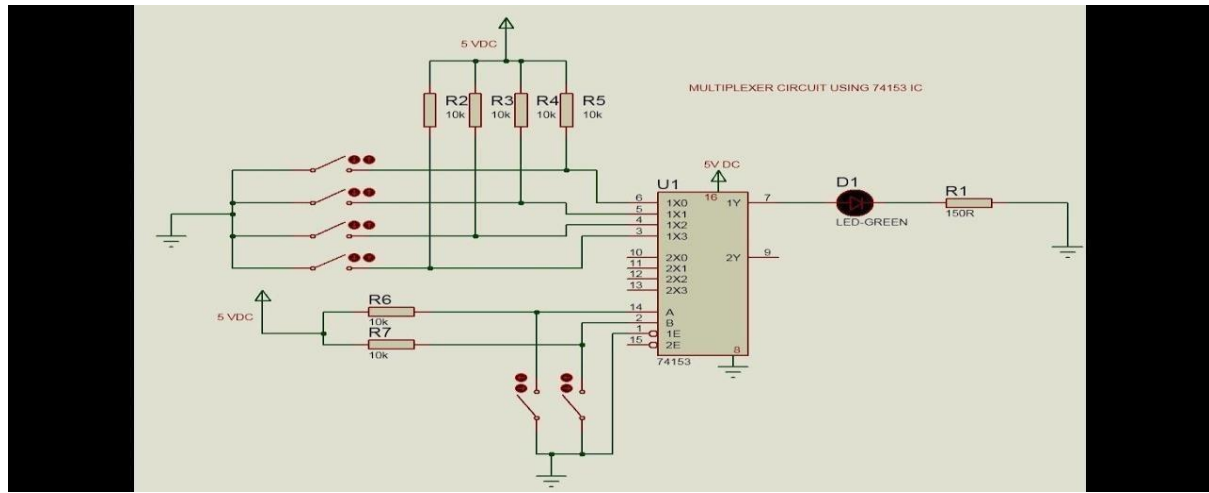 5 VDC
MULTIPLEXER CIRCUIT USING 74153 IC
R2 R3 R4 R5
10k 10k 10k 10k
5V DC
U1
D1
R1
16
6 1X0 1Y 7
5 1X1
4 1X2
3 1X3
LED-GREEN
150R
10 2X0 2Y 9
11 2X1
12 2X2
13 2X3
5 VDC
R6
10k
R7
10k
14 A
2 B
1 1E
15 2E
8
74153